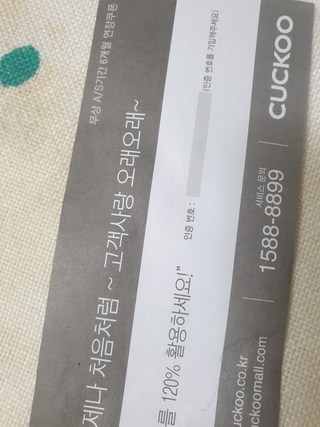 무상 A/S기간 6개월 연장쿠폰
제나 처음처럼 ~ 고객사랑 오래오래~
를 120% 활용하세요!"
인증 번호 : (인증 번호를 기입해주세요)
uckoo.co.kr
ckoomall.com
서비스 문의
1588-8899
CUCKOO